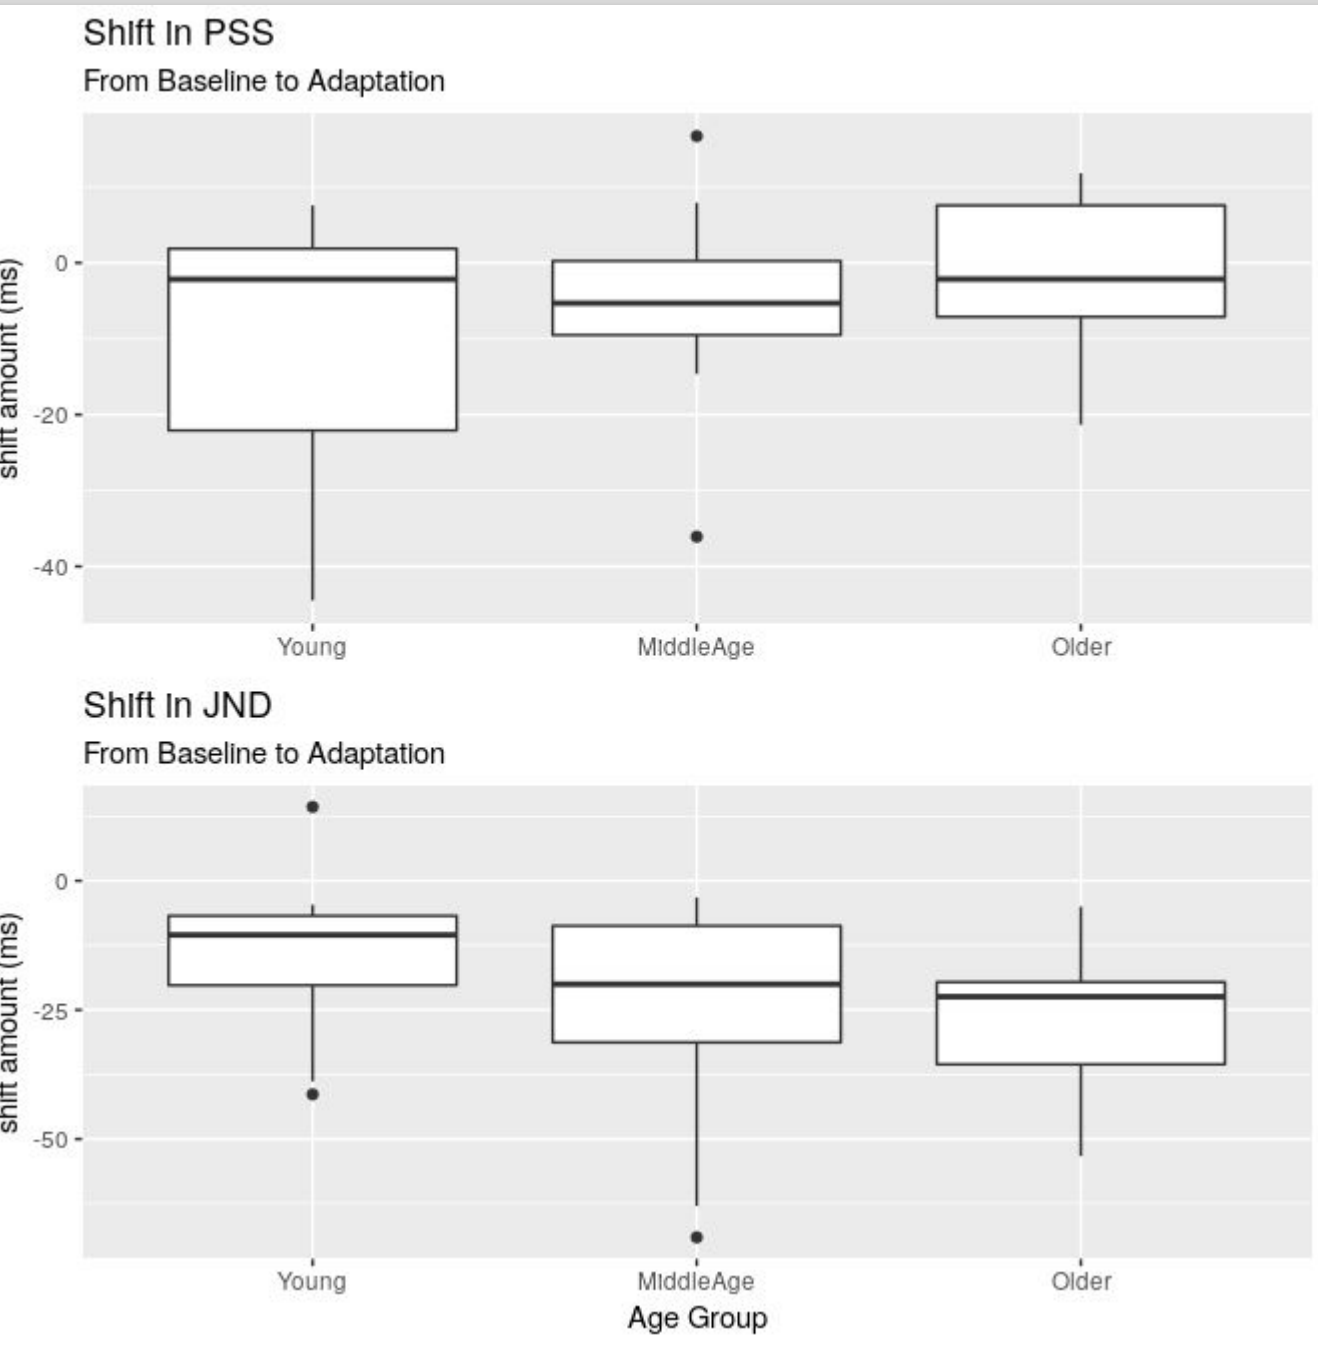 Shift in PSS
From Baseline to Adaptation
shift amount (ms)
0
-20
-40
Young MiddleAge Older
Shift in JND
From Baseline to Adaptation
shift amount (ms)
0
-25
-50
Young MiddleAge Older
Age Group